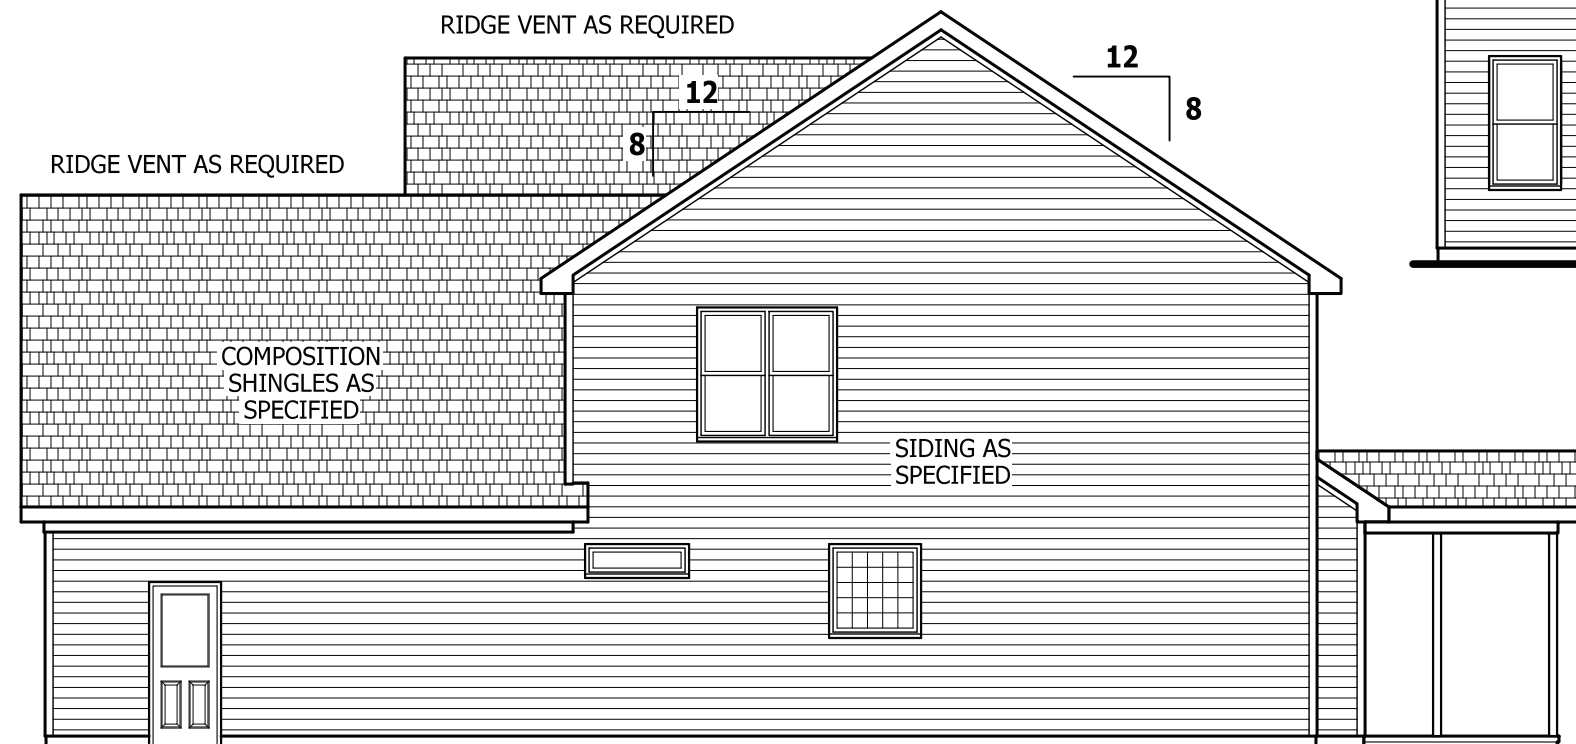 RIDGE VENT AS REQUIRED
12
8
12
8
RIDGE VENT AS REQUIRED
COMPOSITION
SHINGLES AS
SPECIFIED
SIDING AS
SPECIFIED